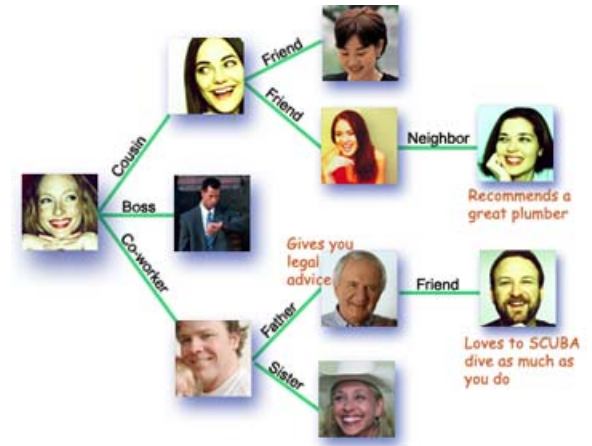 Friend
Friend
Cousin
Neighbor
Recommends a
great plumber
Boss
Co-worker
Gives you
legal
advice
Father
Friend
Loves to SCUBA
dive as much as
you do
Sister